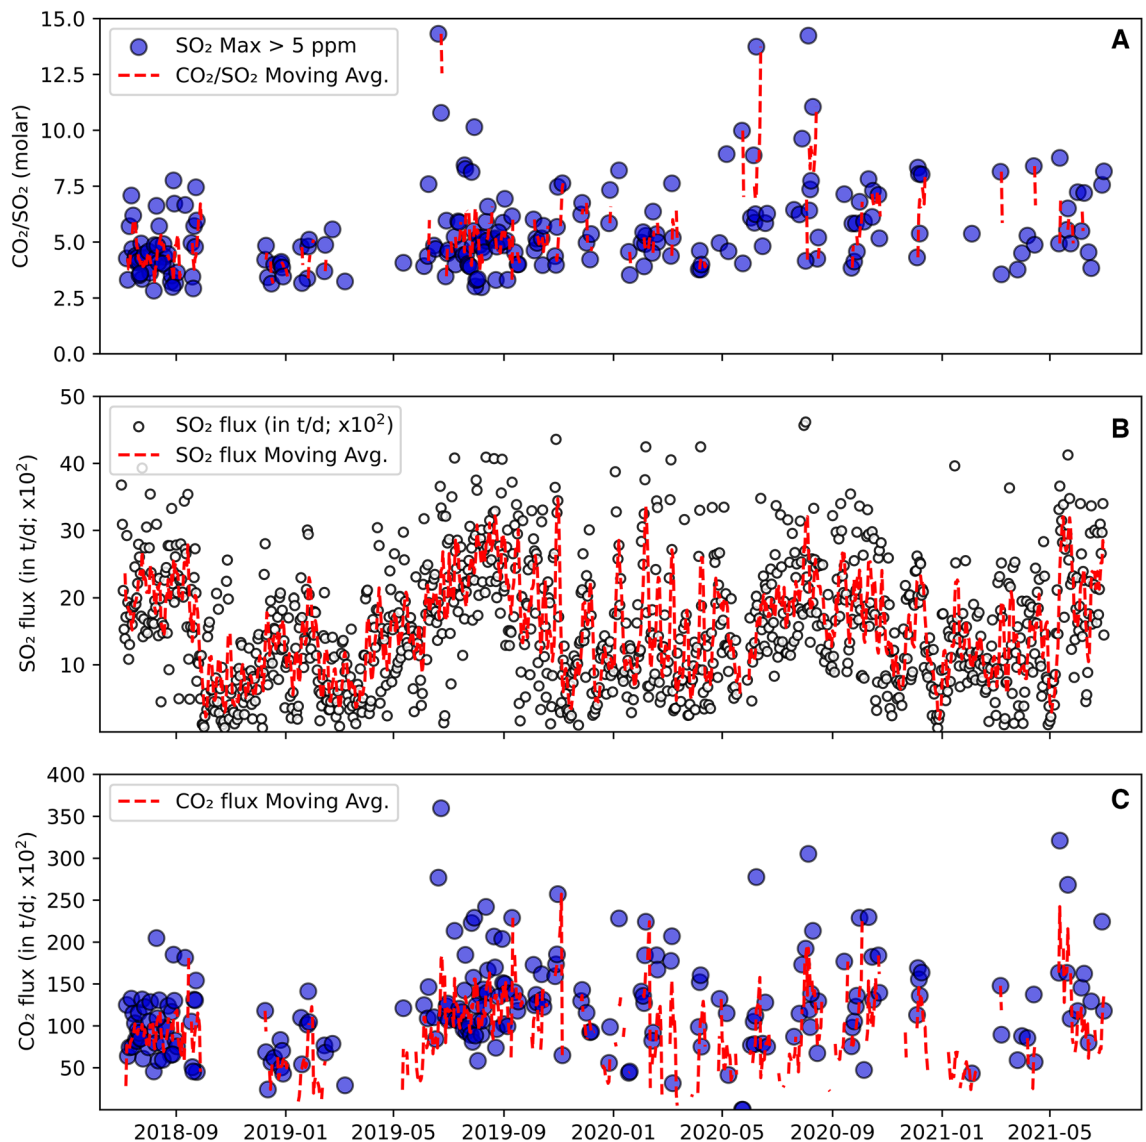 A
SO₂ Max > 5 ppm
CO₂/SO₂ Moving Avg.
CO₂/SO₂ (molar)
15.0
12.5
10.0
7.5
5.0
2.5
0.0
B
SO₂ flux (in t/d; x10²)
SO₂ flux Moving Avg.
SO₂ flux (in t/d; x10²)
50
40
30
20
10
C
CO₂ flux Moving Avg.
CO₂ flux (in t/d; x10²)
400
350
300
250
200
150
100
50
2018-09 2019-01 2019-05 2019-09 2020-01 2020-05 2020-09 2021-01 2021-05